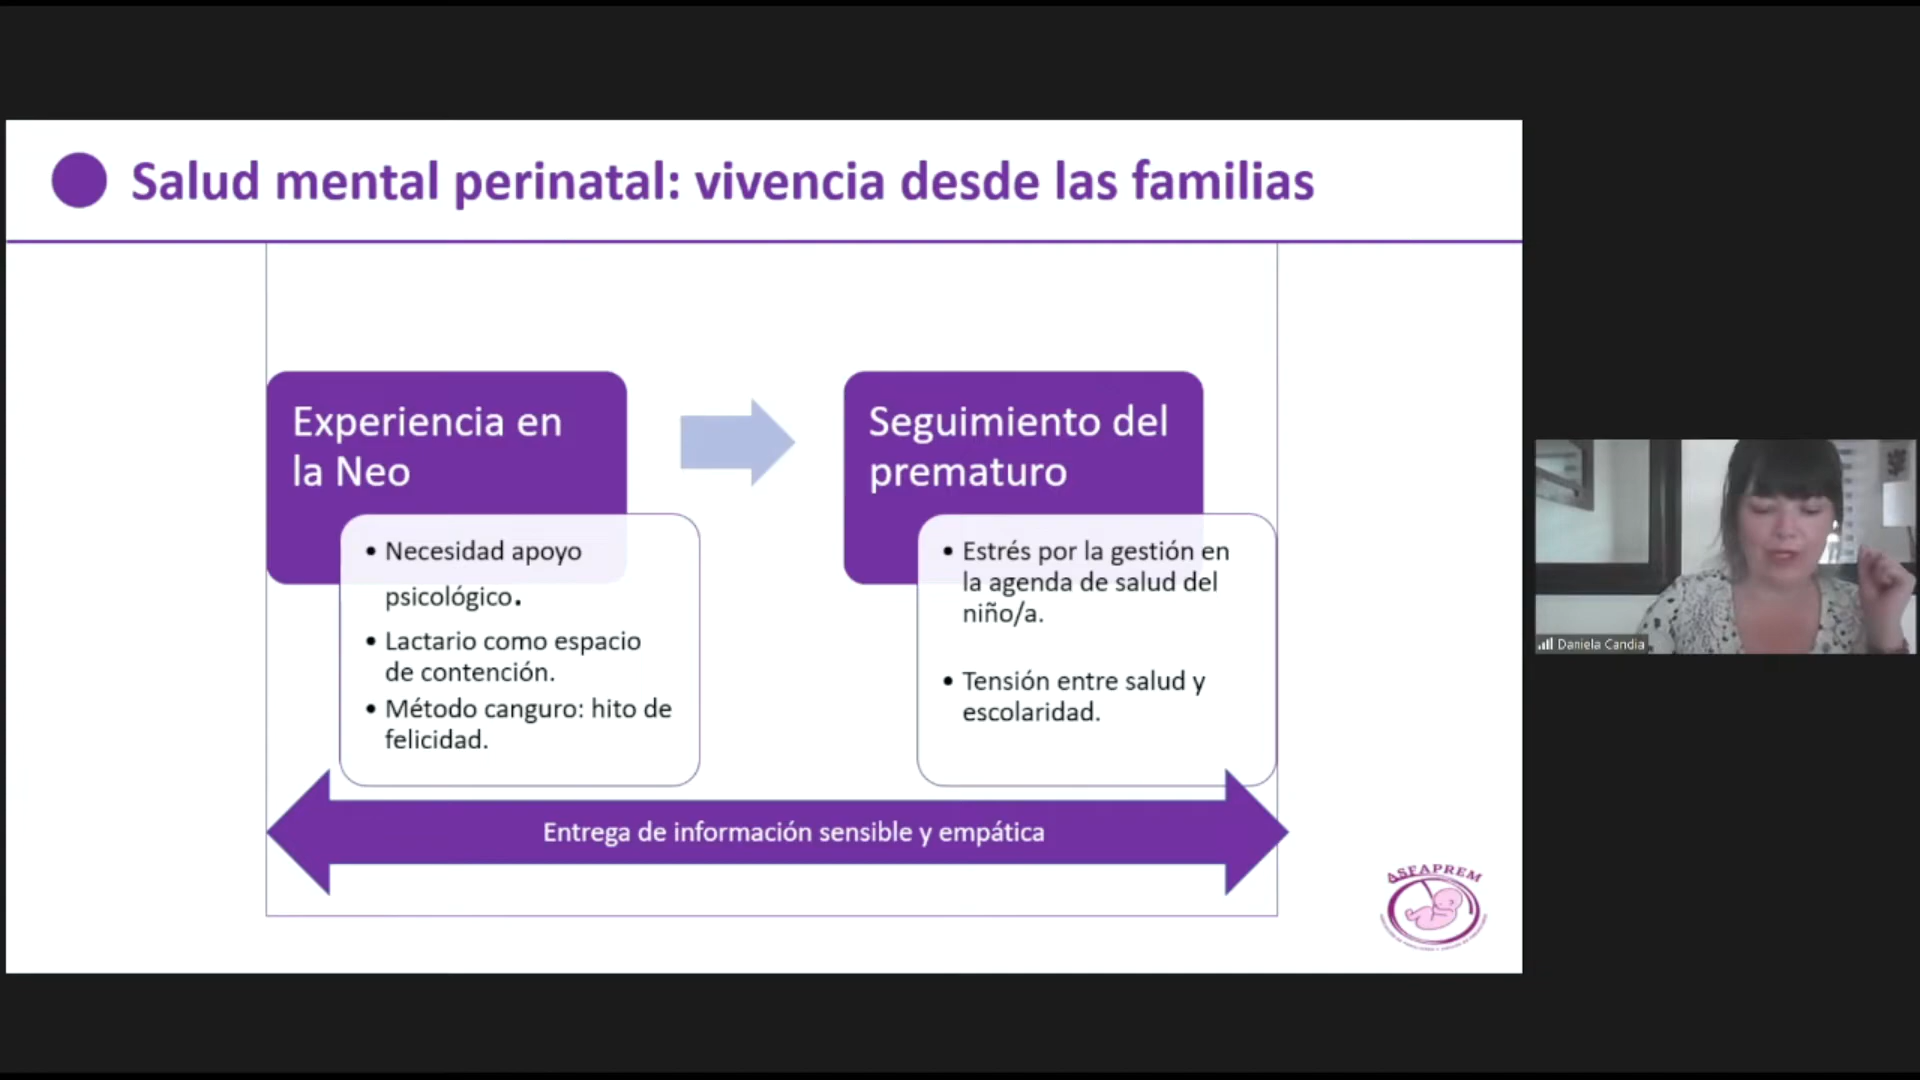 Salud mental perinatal: vivencia desde las familias
Experiencia en
la Neo
• Necesidad apoyo
psicológico.
• Lactario como espacio
de contención.
• Método canguro: hito de
felicidad.
Seguimiento del
prematuro
• Estrés por la gestión en
la agenda de salud del
niño/a.
• Tensión entre salud y
escolaridad.
Entrega de información sensible y empática
ASFAPREM
Daniela Candia